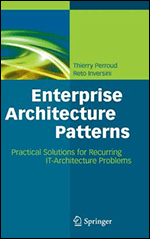 Thierry Perroud
Reto Inversini
Enterprise
Architecture
Patterns
Practical Solutions for Recurring
IT-Architecture Problems
Springer